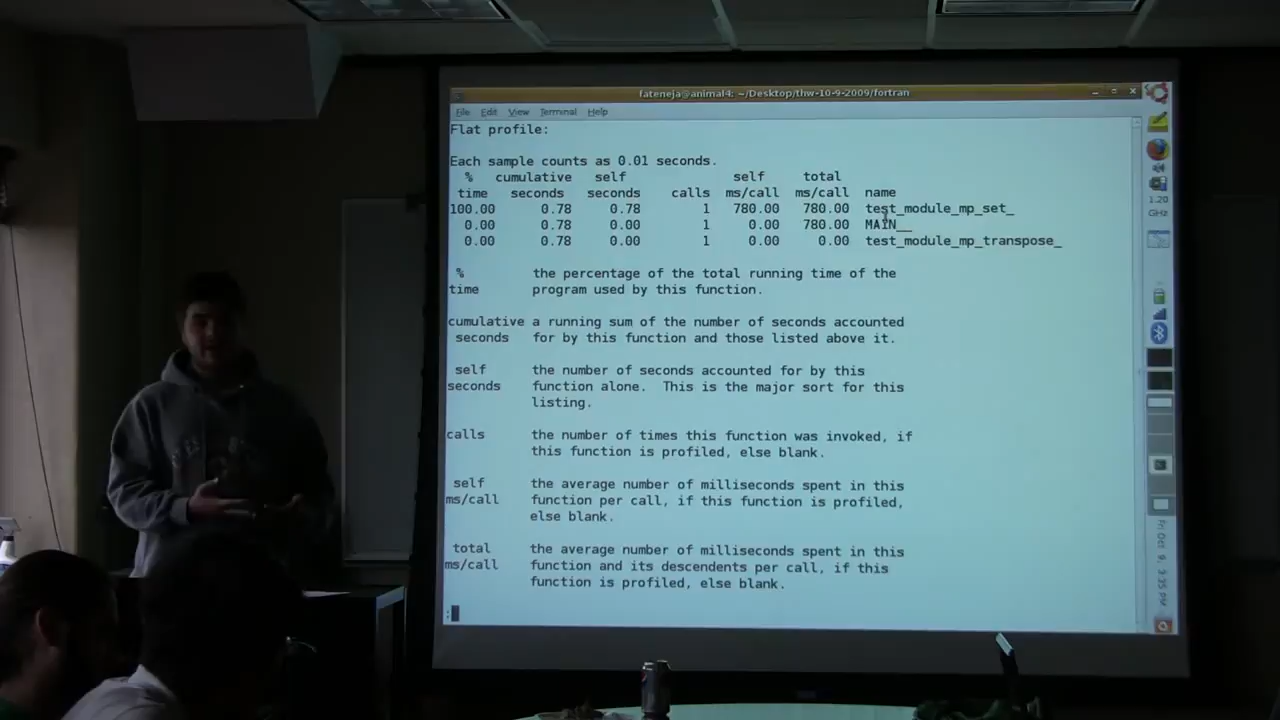 fateneja@animal4: ~/Desktop/thw-10-9-2009/fortran
File Edit View Terminal Help
Flat profile:
Each sample counts as 0.01 seconds.
% cumulative self self total
time seconds seconds calls ms/call ms/call name
100.00 0.78 0.78 1 780.00 780.00 test_module_mp_set_
0.00 0.78 0.00 1 0.00 780.00 MAIN__
0.00 0.78 0.00 1 0.00 0.00 test_module_mp_transpose_
% the percentage of the total running time of the
time program used by this function.
cumulative a running sum of the number of seconds accounted
seconds for by this function and those listed above it.
self the number of seconds accounted for by this
seconds function alone. This is the major sort for this
listing.
calls the number of times this function was invoked, if
this function is profiled, else blank.
self the average number of milliseconds spent in this
ms/call function per call, if this function is profiled,
else blank.
total the average number of milliseconds spent in this
ms/call function and its descendents per call, if this
function is profiled, else blank.
:
1.20
GHz